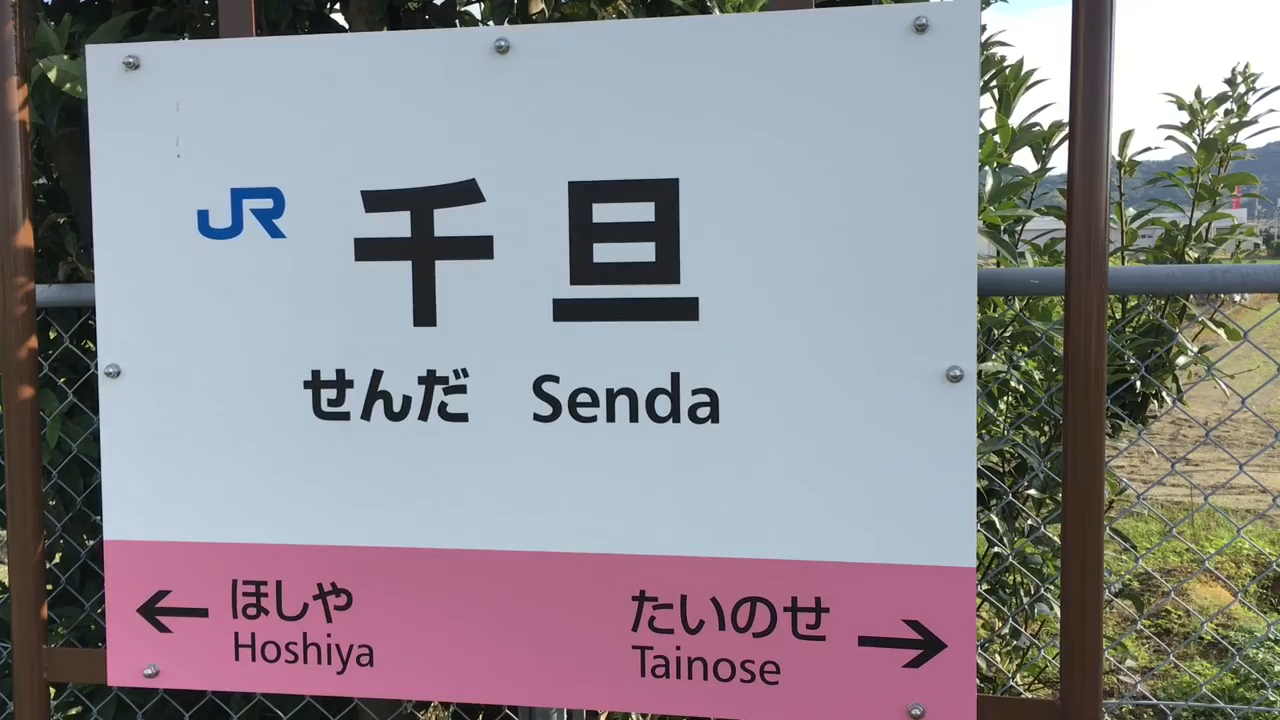 JR 千旦
せんだ Senda
← ほしや
Hoshiya
たいのせ →
Tainose